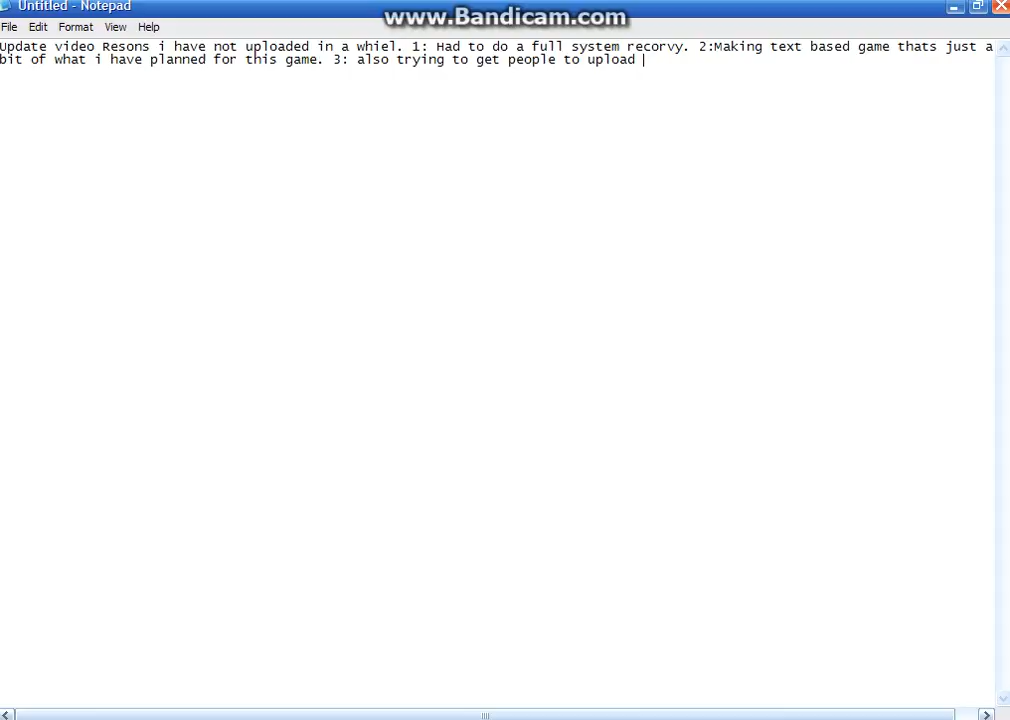 Untitled - Notepad
www.Bandicam.com
File Edit Format View Help
Update video Resons i have not uploaded in a whiel. 1: Had to do a full system recorvy. 2:Making text based game thats just a
bit of what i have planned for this game. 3: also trying to get people to upload